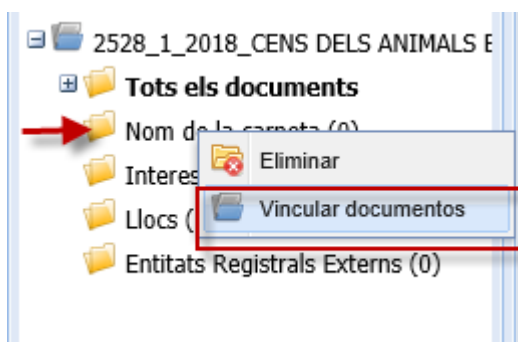 2528_1_2018_CENS DELS ANIMALS E
Tots els documents
Nom de la carpeta (0)
Eliminar
Interes
Vincular documentos
Llocs (
Entitats Registrals Externs (0)